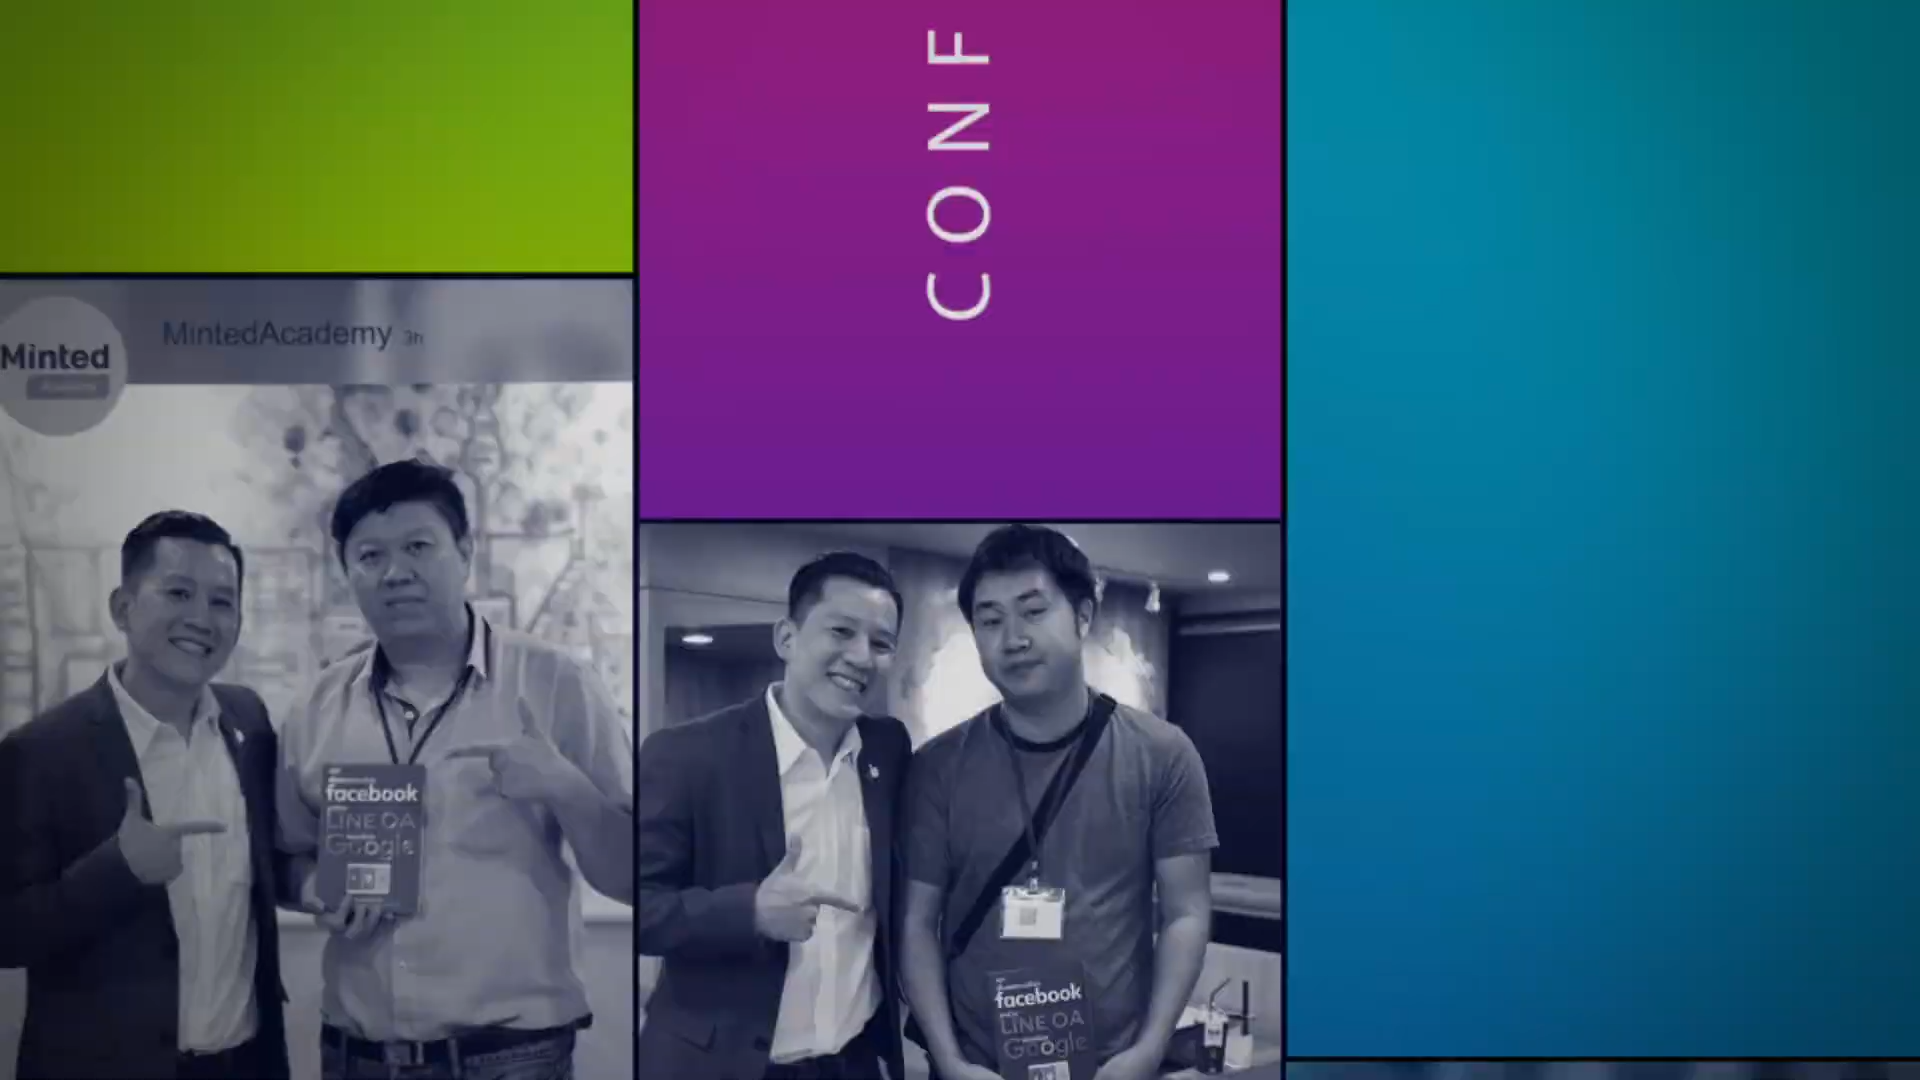 CONF
Minted
MintedAcademy 3h
facebook
LINE OA
Google
facebook
LINE OA
Google